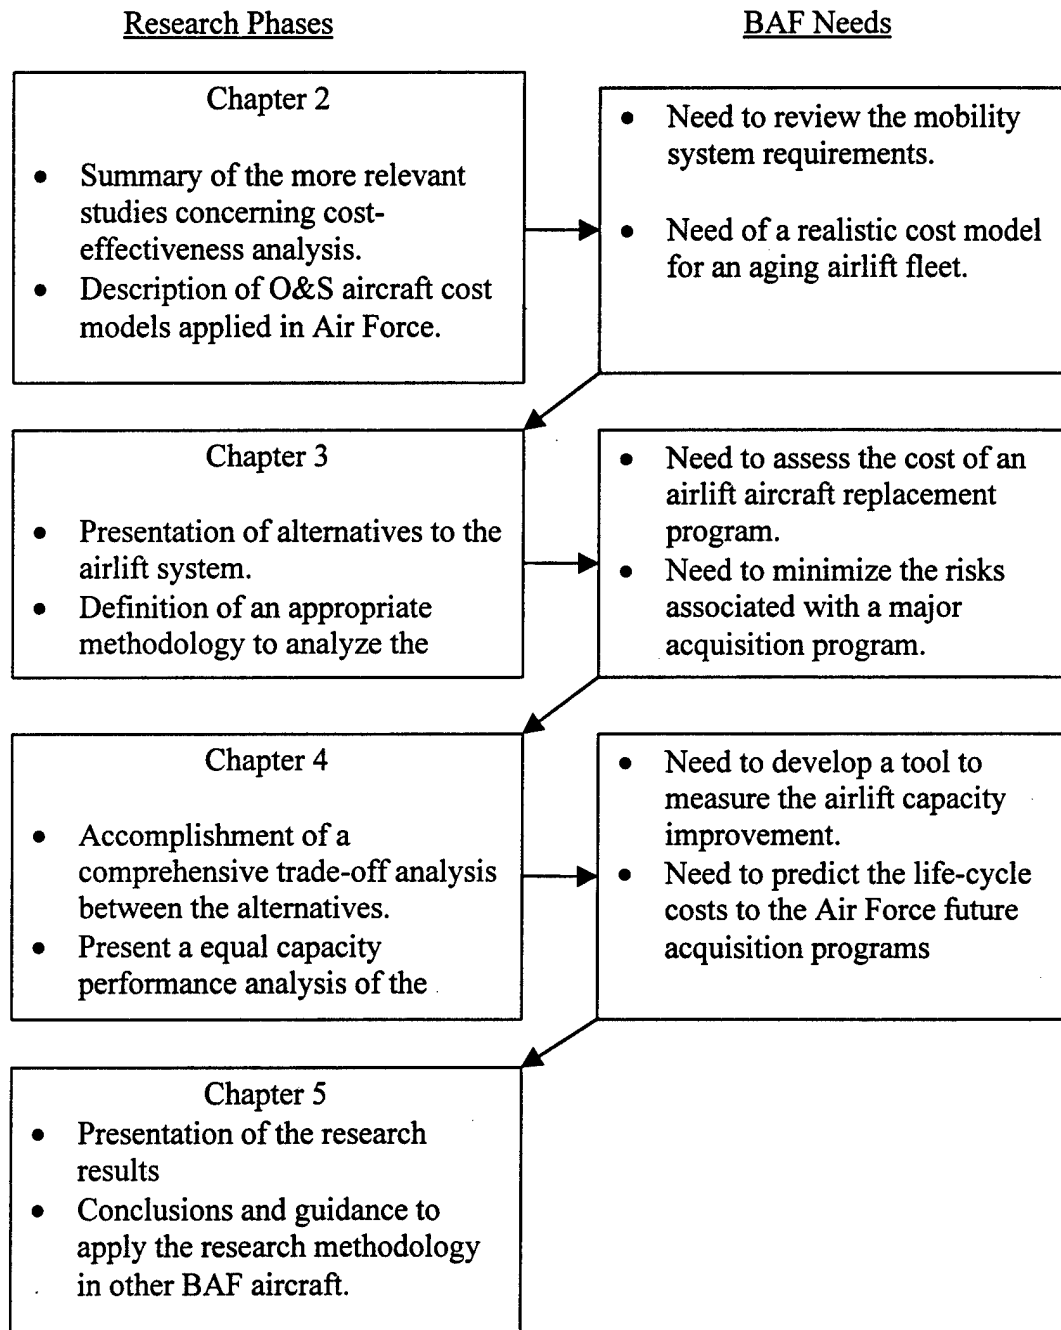 Research Phases
BAF Needs
Chapter 2
• Summary of the more relevant
studies concerning cost-
effectiveness analysis.
• Description of O&S aircraft cost
models applied in Air Force.
• Need to review the mobility
system requirements.
• Need of a realistic cost model
for an aging airlift fleet.
Chapter 3
• Presentation of alternatives to the
airlift system.
• Definition of an appropriate
methodology to analyze the
• Need to assess the cost of an
airlift aircraft replacement
program.
• Need to minimize the risks
associated with a major
acquisition program.
Chapter 4
• Accomplishment of a
comprehensive trade-off analysis
between the alternatives.
• Present a equal capacity
performance analysis of the
• Need to develop a tool to
measure the airlift capacity
improvement.
• Need to predict the life-cycle
costs to the Air Force future
acquisition programs
Chapter 5
• Presentation of the research
results
• Conclusions and guidance to
apply the research methodology
in other BAF aircraft.